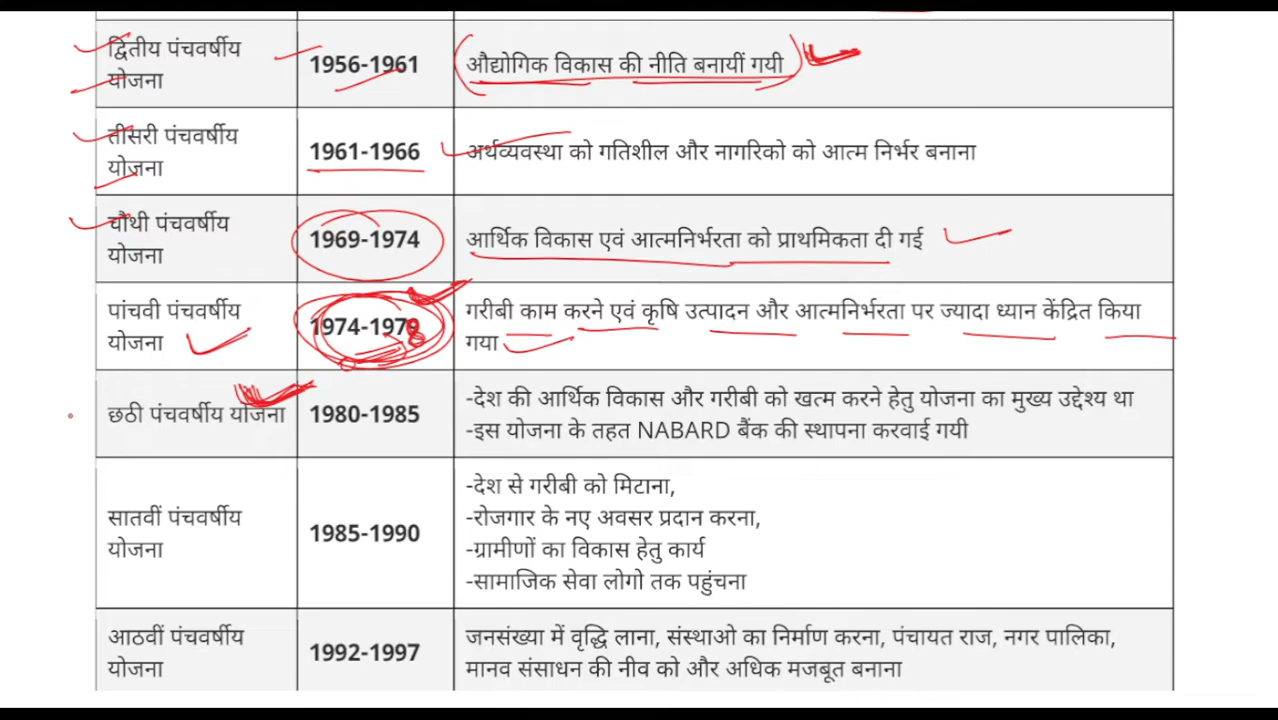 द्वितीय पंचवर्षीय
योजना
1956-1961
औद्योगिक विकास की नीति बनायीं गयी
तीसरी पंचवर्षीय
योजना
1961-1966
अर्थव्यवस्था को गतिशील और नागरिको को आत्म निर्भर बनाना
चौथी पंचवर्षीय
योजना
1969-1974
आर्थिक विकास एवं आत्मनिर्भरता को प्राथमिकता दी गई
पांचवी पंचवर्षीय
योजना
1974-1979
8
गरीबी काम करने एवं कृषि उत्पादन और आत्मनिर्भरता पर ज्यादा ध्यान केंद्रित किया
गया
छठी पंचवर्षीय योजना
1980-1985
-देश की आर्थिक विकास और गरीबी को खत्म करने हेतु योजना का मुख्य उद्देश्य था
-इस योजना के तहत NABARD बैंक की स्थापना करवाई गयी
सातवीं पंचवर्षीय
योजना
1985-1990
-देश से गरीबी को मिटाना,
-रोजगार के नए अवसर प्रदान करना,
-ग्रामीणों का विकास हेतु कार्य
-सामाजिक सेवा लोगो तक पहुंचना
आठवीं पंचवर्षीय
योजना
1992-1997
जनसंख्या में वृद्धि लाना, संस्थाओ का निर्माण करना, पंचायत राज, नगर पालिका,
मानव संसाधन की नीव को और अधिक मजबूत बनाना